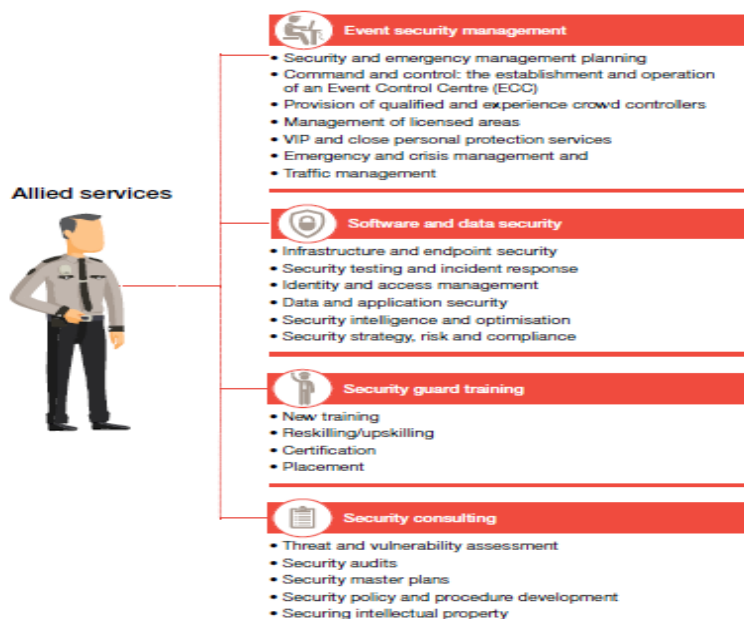 Event security management
• Security and emergency management planning
• Command and control: the establishment and operation
of an Event Control Centre (ECC)
• Provision of qualified and experience crowd controllers
• Management of licensed areas
• VIP and close personal protection services
• Emergency and crisis management and
• Traffic management
Allied services
Software and data security
• Infrastructure and endpoint security
• Security testing and incident response
• Identity and access management
• Data and application security
• Security intelligence and optimisation
• Security strategy, risk and compliance
Security guard training
• New training
• Reskilling/upskilling
• Certification
• Placement
Security consulting
• Threat and vulnerability assessment
• Security audits
• Security master plans
• Security policy and procedure development
• Securing intellectual property